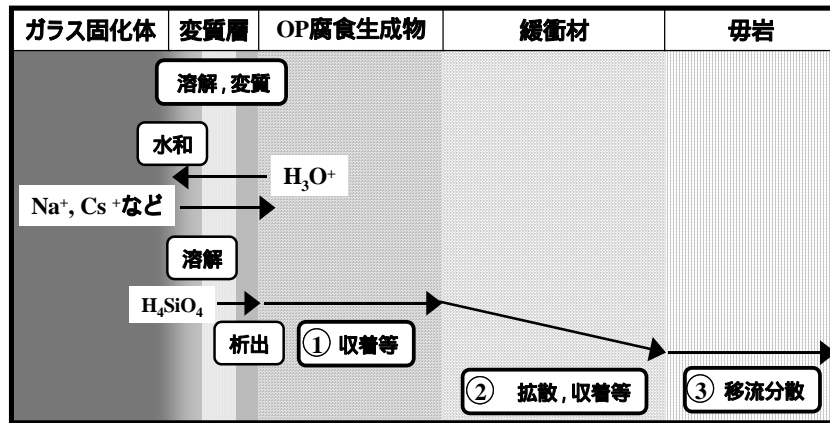 ガラス固化体 変質層 OP腐食生成物 緩衝材 母岩
溶解,変質
水和
H₃O⁺
Na⁺, Cs⁺など
溶解
H₄SiO₄
析出
① 収着等
② 拡散,収着等
③ 移流分散